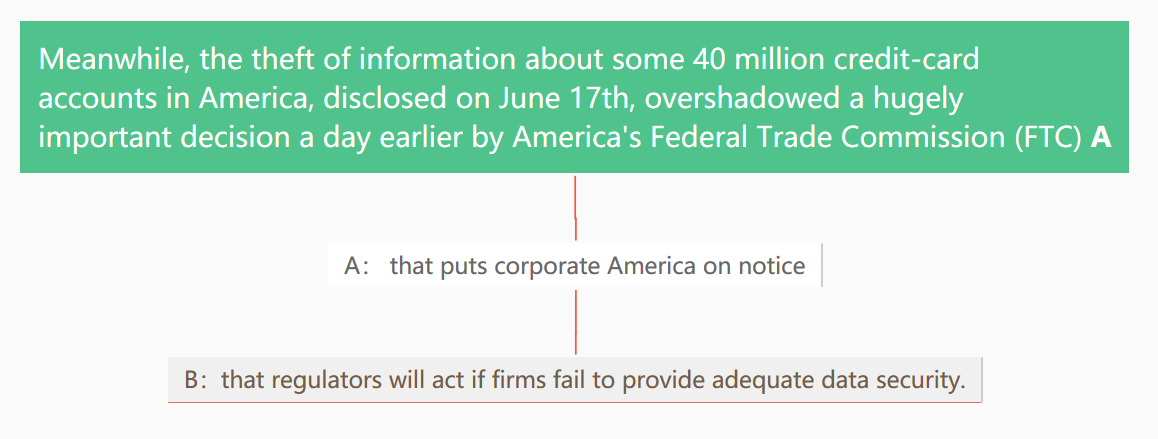 Meanwhile, the theft of information about some 40 million credit-card
accounts in America, disclosed on June 17th, overshadowed a hugely
important decision a day earlier by America's Federal Trade Commission (FTC) A
A： that puts corporate America on notice
B：that regulators will act if firms fail to provide adequate data security.